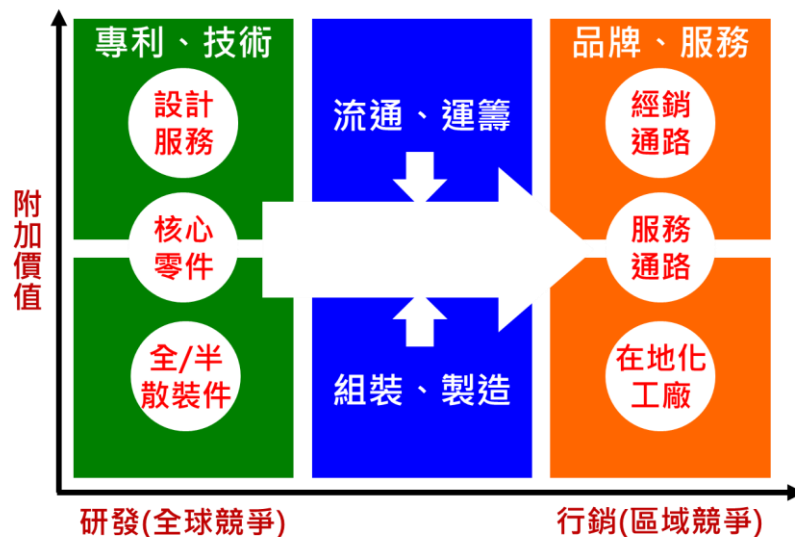 專利、技術
設計
服務
核心
零件
全/半
散裝件
流通、運籌
組裝、製造
品牌、服務
經銷
通路
服務
通路
在地化
工廠
附加價值
研發(全球競爭)
行銷(區域競爭)